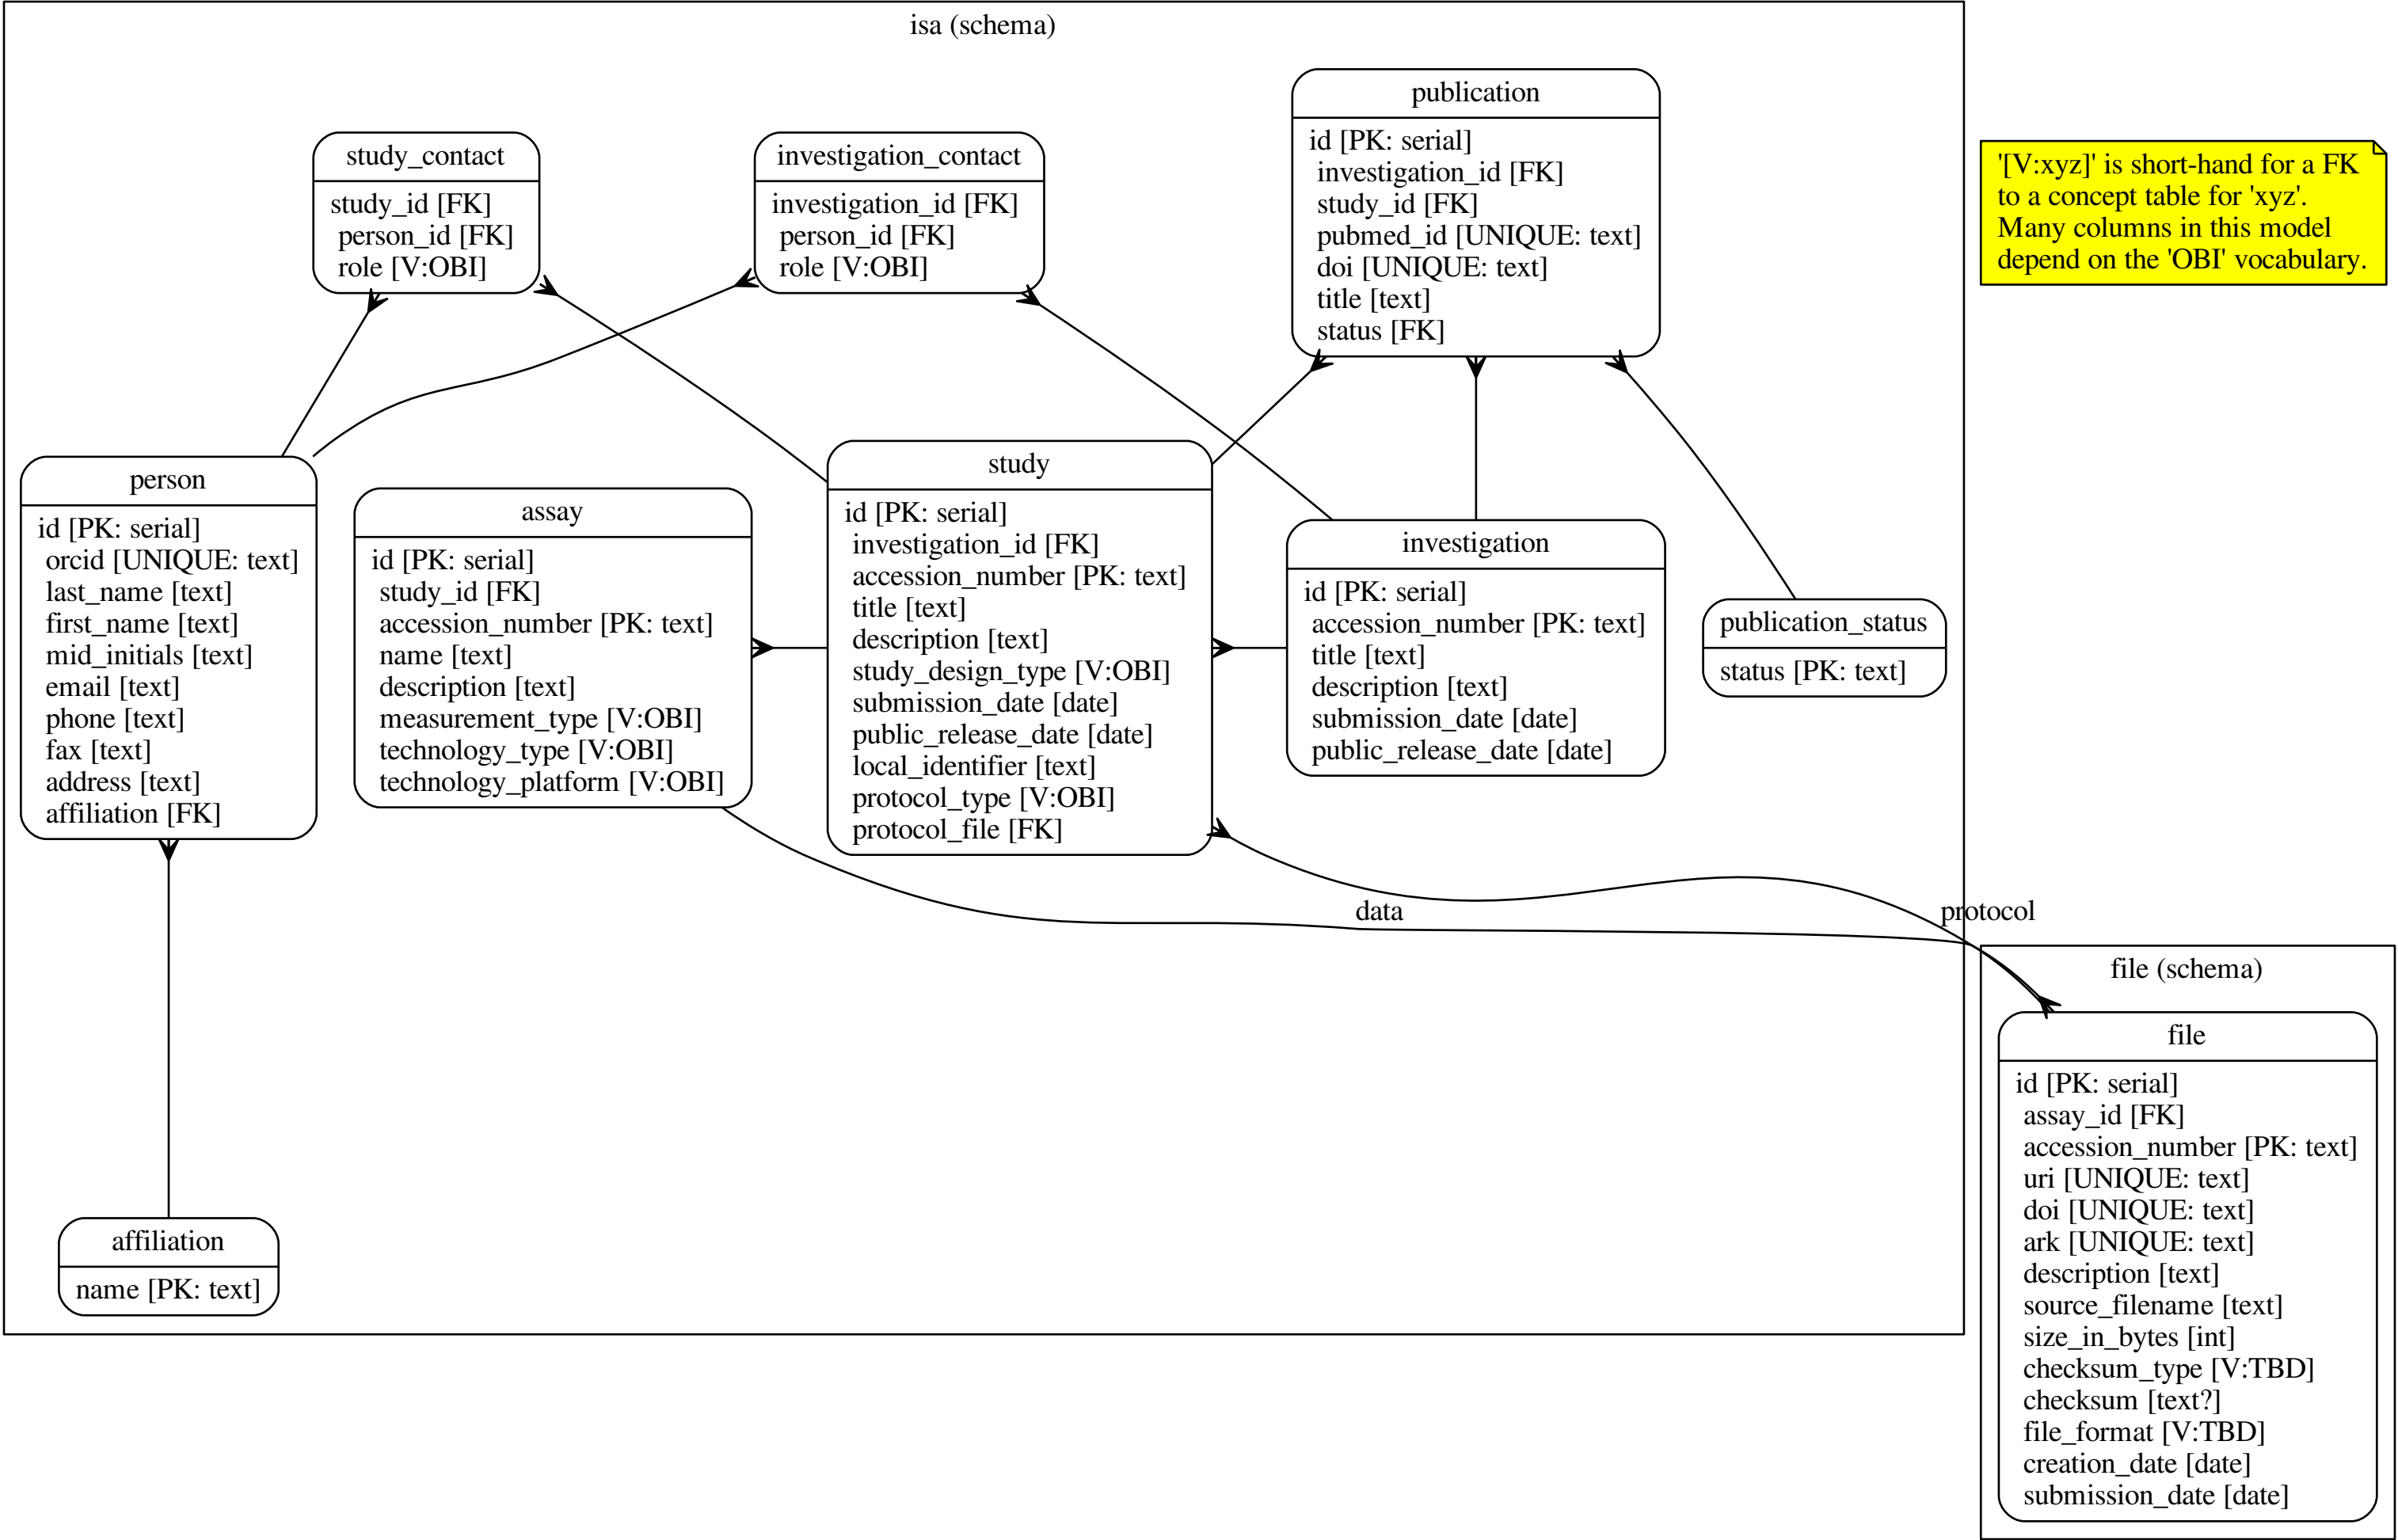 isa (schema)
publication
id [PK: serial]
investigation_id [FK]
study_id [FK]
pubmed_id [UNIQUE: text]
doi [UNIQUE: text]
title [text]
status [FK]
study_contact
study_id [FK]
person_id [FK]
role [V:OBI]
investigation_contact
investigation_id [FK]
person_id [FK]
role [V:OBI]
'[V:xyz]' is short-hand for a FK
to a concept table for 'xyz'.
Many columns in this model
depend on the 'OBI' vocabulary.
person
id [PK: serial]
orcid [UNIQUE: text]
last_name [text]
first_name [text]
mid_initials [text]
email [text]
phone [text]
fax [text]
address [text]
affiliation [FK]
assay
id [PK: serial]
study_id [FK]
accession_number [PK: text]
name [text]
description [text]
measurement_type [V:OBI]
technology_type [V:OBI]
technology_platform [V:OBI]
study
id [PK: serial]
investigation_id [FK]
accession_number [PK: text]
title [text]
description [text]
study_design_type [V:OBI]
submission_date [date]
public_release_date [date]
local_identifier [text]
protocol_type [V:OBI]
protocol_file [FK]
investigation
id [PK: serial]
accession_number [PK: text]
title [text]
description [text]
submission_date [date]
public_release_date [date]
publication_status
status [PK: text]
data
protocol
file (schema)
file
id [PK: serial]
assay_id [FK]
accession_number [PK: text]
uri [UNIQUE: text]
doi [UNIQUE: text]
ark [UNIQUE: text]
description [text]
source_filename [text]
size_in_bytes [int]
checksum_type [V:TBD]
checksum [text?]
file_format [V:TBD]
creation_date [date]
submission_date [date]
affiliation
name [PK: text]